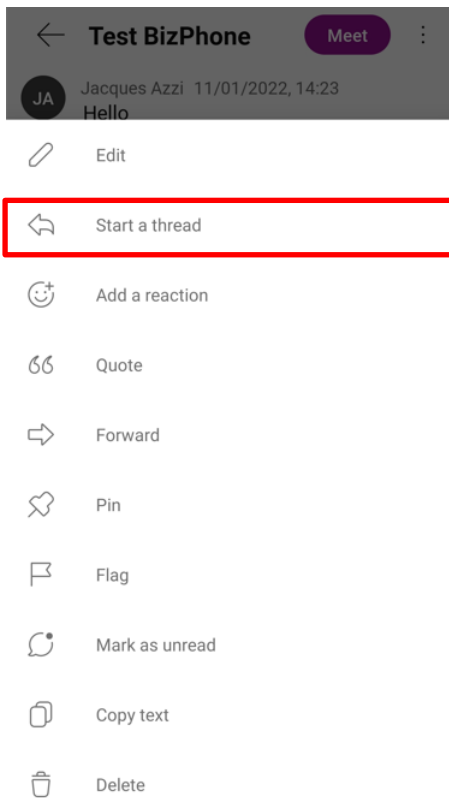 Test BizPhone Meet
JA Jacques Azzi 11/01/2022, 14:23
Hello
Edit
Start a thread
Add a reaction
Quote
Forward
Pin
Flag
Mark as unread
Copy text
Delete